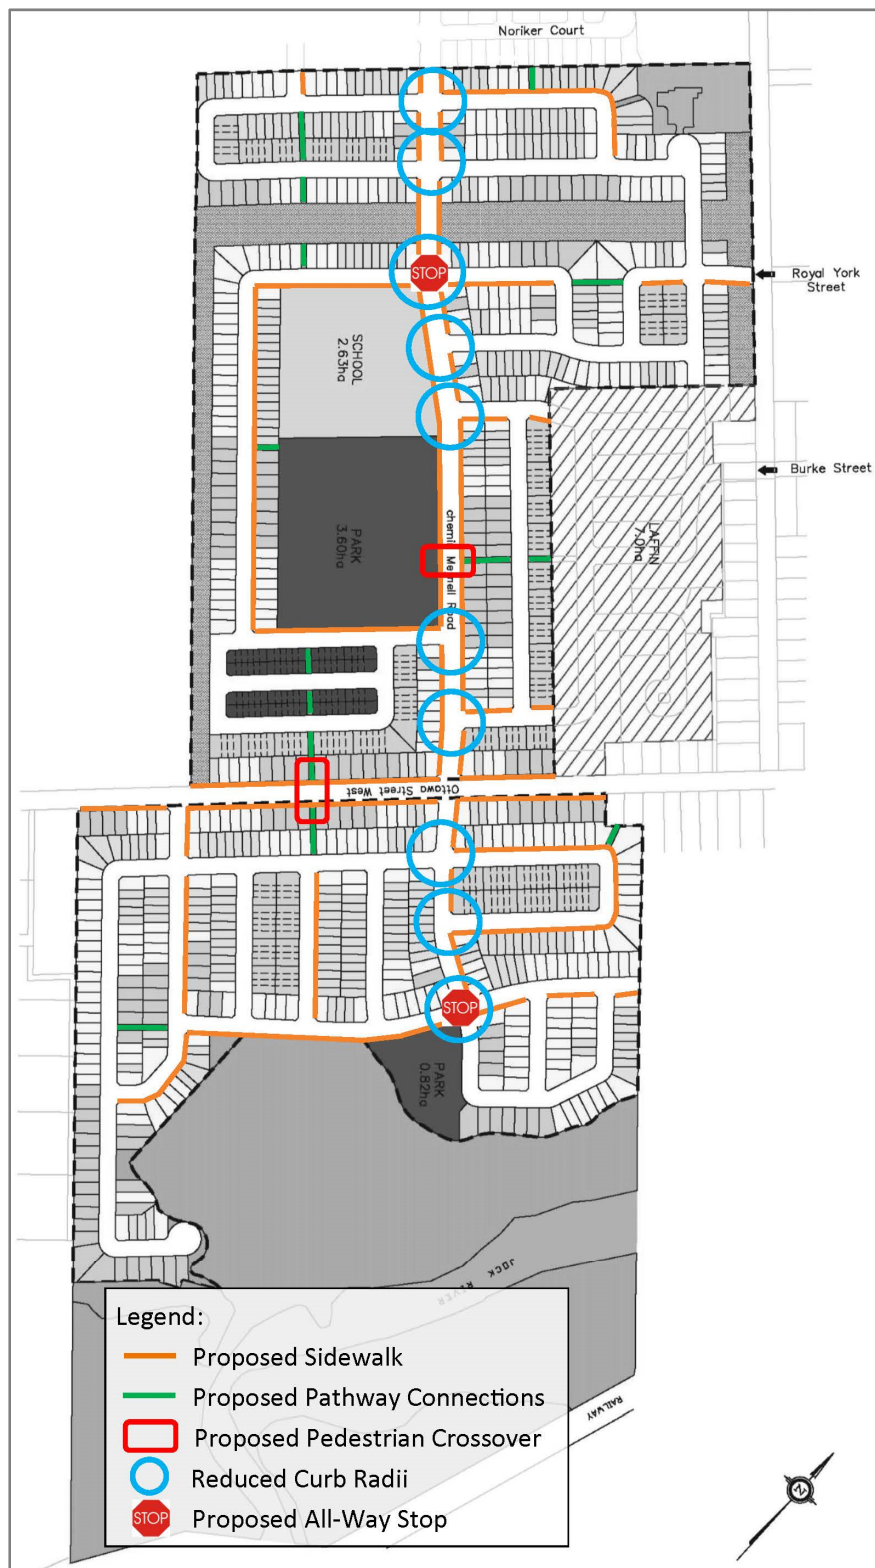 Noriker Court
Royal York
Street
STOP
SCHOOL
2.63ha
Burke Street
PARK
3.60ha
LAFFIN
7.0ha
chemin Meynell Road
Ottawa Street West
STOP
PARK
0.82ha
JOCK RIVER
RAILWAY
Legend:
Proposed Sidewalk
Proposed Pathway Connections
Proposed Pedestrian Crossover
Reduced Curb Radii
STOP
Proposed All-Way Stop
N